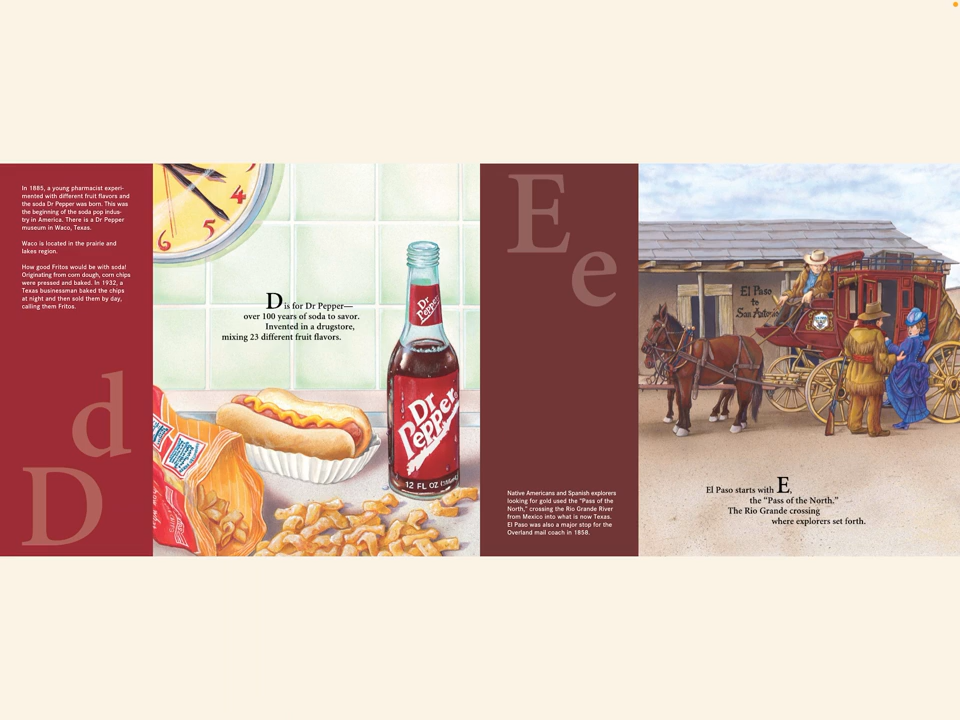 In 1885, a young pharmacist experi-
mented with different fruit flavors and
the soda Dr Pepper was born. This was
the beginning of the soda pop indus-
try in America. There is a Dr Pepper
museum in Waco, Texas.
Waco is located in the prairie and
lakes region.
How good Fritos would be with soda!
Originating from corn dough, corn chips
were pressed and baked. In 1932, a
Texas businessman baked the chips
at night and then sold them by day,
calling them Fritos.
d
D
4
5
6
D is for Dr Pepper—
over 100 years of soda to savor.
Invented in a drugstore,
mixing 23 different fruit flavors.
Dr
Pepper
Dr
Pepper
12 FL OZ
E
e
Native Americans and Spanish explorers
looking for gold used the “Pass of the
North,” crossing the Rio Grande River
from Mexico into what is now Texas.
El Paso was also a major stop for the
Overland mail coach in 1858.
El Paso
to
San Antonio
El Paso starts with E,
the “Pass of the North.”
The Rio Grande crossing
where explorers set forth.